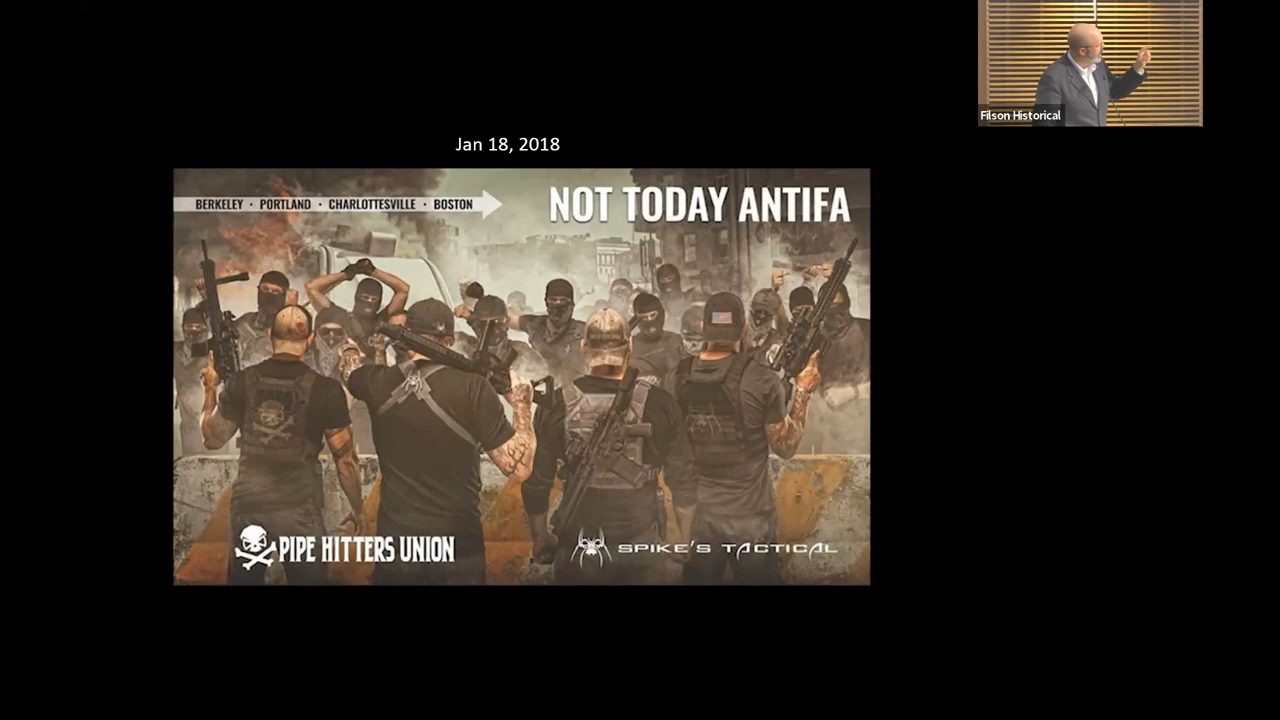 Filson Historical
Jan 18, 2018
BERKELEY · PORTLAND · CHARLOTTESVILLE · BOSTON
NOT TODAY ANTIFA
PIPE HITTERS UNION
SPIKE'S TACTICAL